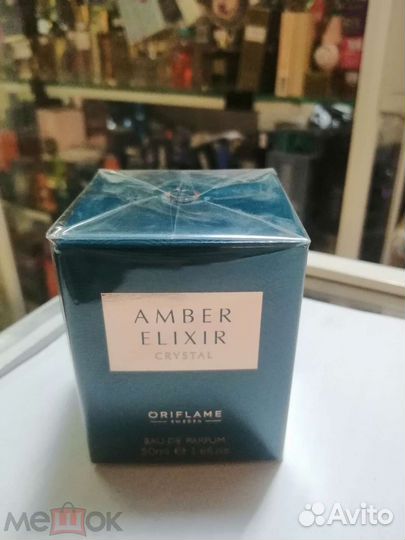 AMBER
ELIXIR
CRYSTAL
ORIFLAME
SWEDEN
EAU DE PARFUM
50ml ℮ 1.6fl.oz.
мешок
Avito